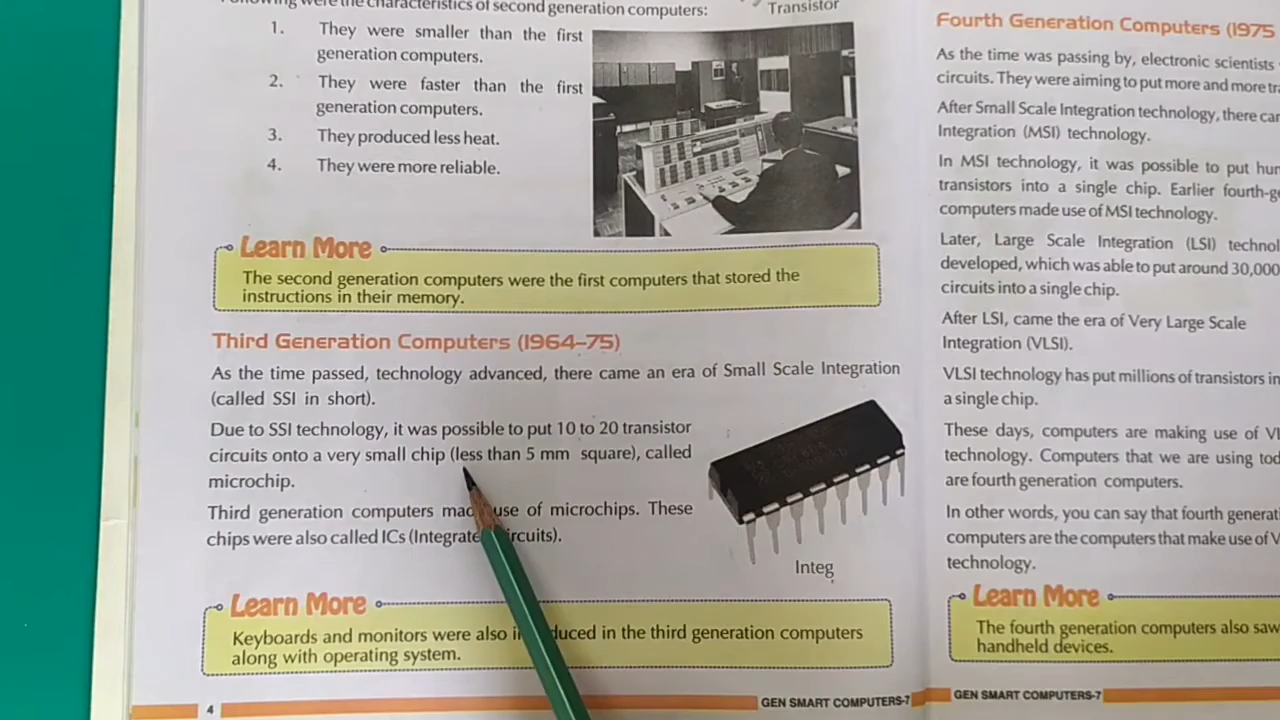 were the characteristics of second generation computers:
Transistor
1. They were smaller than the first
generation computers.
2. They were faster than the first
generation computers.
3. They produced less heat.
4. They were more reliable.
Learn More
The second generation computers were the first computers that stored the
instructions in their memory.
Third Generation Computers (1964–75)
As the time passed, technology advanced, there came an era of Small Scale Integration
(called SSI in short).
Due to SSI technology, it was possible to put 10 to 20 transistor
circuits onto a very small chip (less than 5 mm square), called
microchip.
Third generation computers use of microchips. These
chips were also called ICs
Integ
Learn More
Keyboards and monitors were also in the third generation computers
along with operating system.
4
GEN SMART COMPUTERS-7
Fourth Generation Computers (1975
As the time was passing by, electronic scientists
circuits. They were aiming to put more and more
After Small Scale Integration technology, there
Integration (MSI) technology.
In MSI technology, it was possible to put
transistors into a single chip. Earlier
computers made use of MSI technology.
Later, Large Scale Integration (LSI)
developed, which was able to put around 30,000
circuits into a single chip.
After LSI, came the era of Very Large Scale
Integration (VLSI).
VLSI technology has put millions of transistors
a single chip.
These days, computers are making use of
technology. Computers that we are using
are fourth generation computers.
In other words, you can say that fourth
computers are the computers that make use of
technology.
Learn More
The fourth generation computers also saw
handheld devices.
GEN SMART COMPUTERS-7